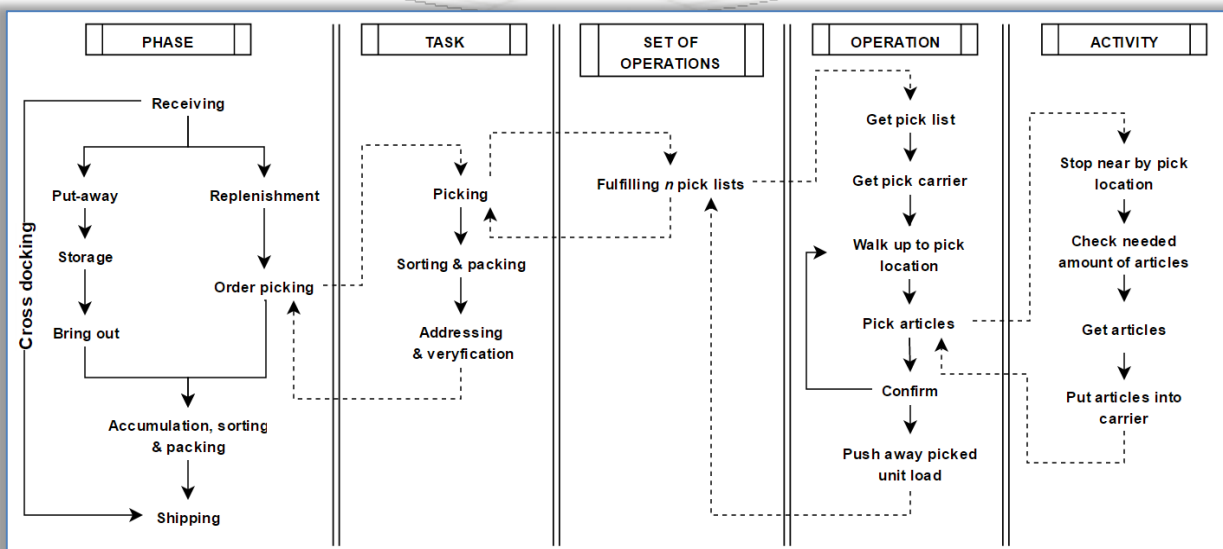 PHASE
Cross docking
Receiving
Put-away
Replenishment
Storage
Order picking
Bring out
Accumulation, sorting
& packing
Shipping
TASK
Picking
Sorting & packing
Addressing
& veryfication
SET OF
OPERATIONS
Fulfilling n pick lists
OPERATION
Get pick list
Get pick carrier
Walk up to pick
location
Pick articles
Confirm
Push away picked
unit load
ACTIVITY
Stop near by pick
location
Check needed
amount of articles
Get articles
Put articles into
carrier